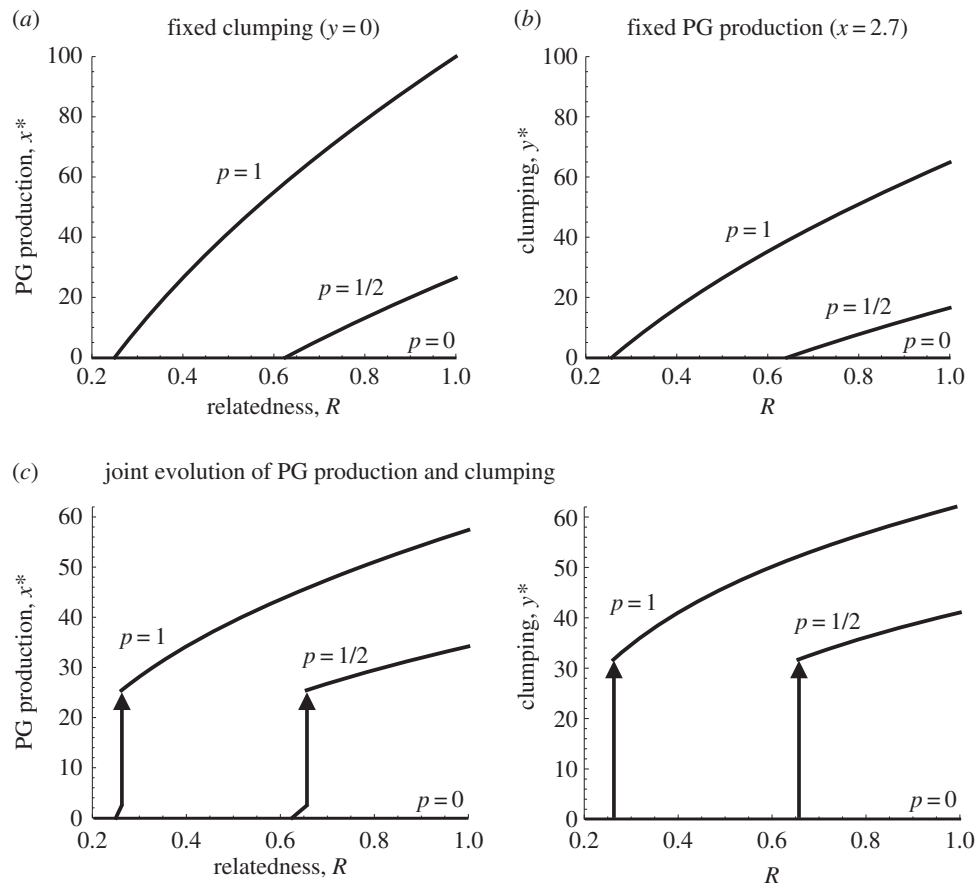 (a) fixed clumping (y = 0)
PG production, x*
100
80
60
40
20
0
p = 1
p = 1/2
p = 0
0.2 0.4 0.6 0.8 1.0
relatedness, R
(b) fixed PG production (x = 2.7)
clumping, y*
100
80
60
40
20
0
p = 1
p = 1/2
p = 0
0.2 0.4 0.6 0.8 1.0
R
(c) joint evolution of PG production and clumping
PG production, x*
60
50
40
30
20
10
0
p = 1
p = 1/2
p = 0
0.2 0.4 0.6 0.8 1.0
relatedness, R
clumping, y*
60
50
40
30
20
10
0
p = 1
p = 1/2
p = 0
0.2 0.4 0.6 0.8 1.0
R